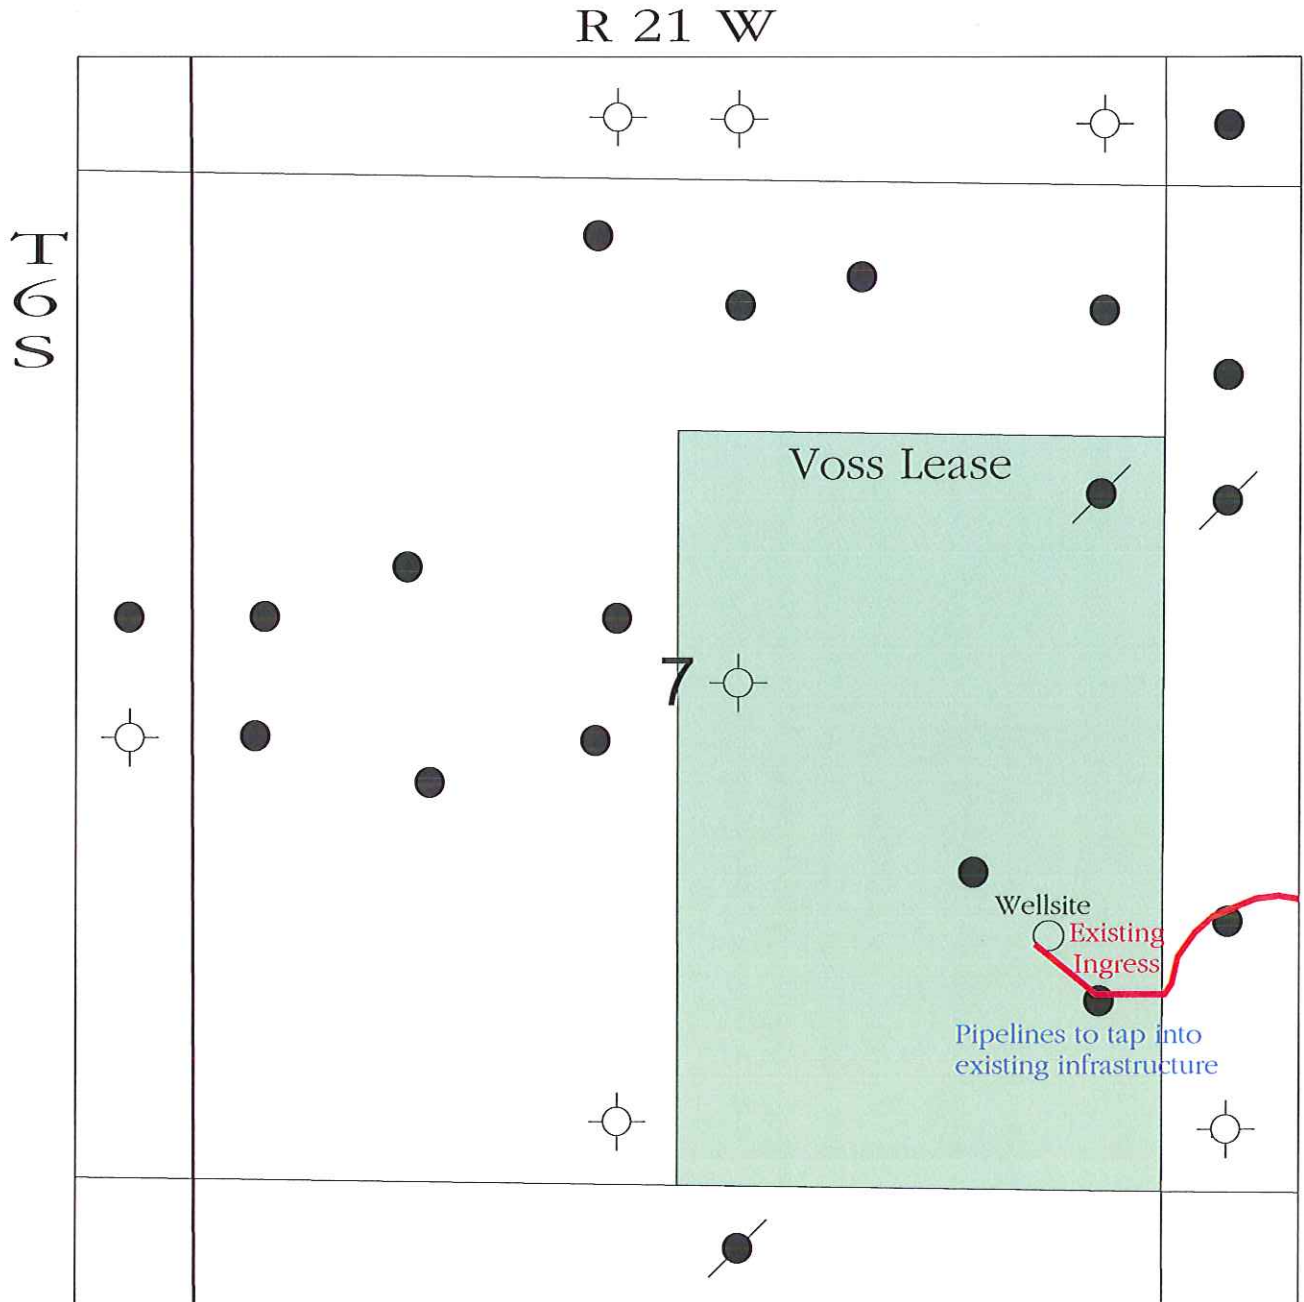 R 21 W
T
6
S
Voss Lease
7
Wellsite
Existing
Ingress
Pipelines to tap into
existing infrastructure